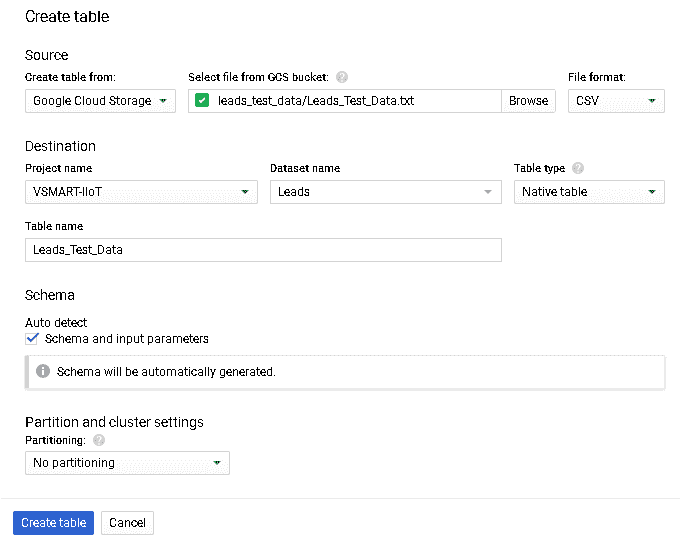 Create table
Source
Create table from: Select file from GCS bucket: ? File format:
Google Cloud Storage leads_test_data/Leads_Test_Data.txt Browse CSV
Destination
Project name Dataset name Table type ?
VSMART-IIoT Leads Native table
Table name
Leads_Test_Data
Schema
Auto detect
Schema and input parameters
i Schema will be automatically generated.
Partition and cluster settings
Partitioning: ?
No partitioning
Create table Cancel